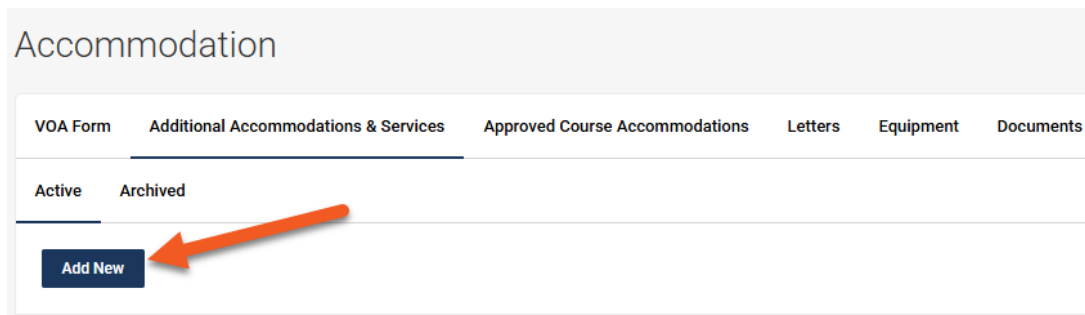 Accommodation
VOA Form Additional Accommodations & Services Approved Course Accommodations Letters Equipment Documents
Active Archived
Add New